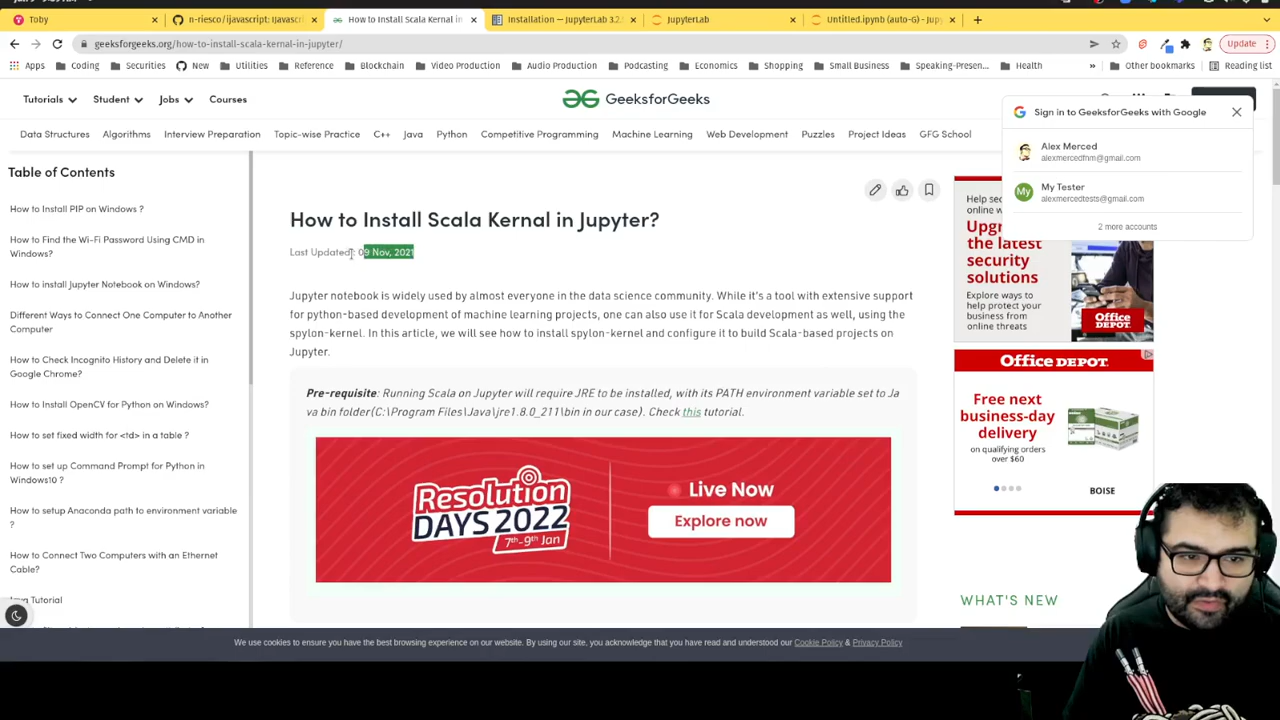 Toby
n-riesco/ijavascript: IJavascri
How to Install Scala Kernel in
Installation — JupyterLab 3.2.
JupyterLab
Untitled.ipynb (auto-G) - Jupyt
geeksforgeeks.org/how-to-install-scala-kernal-in-jupyter/
Update
Apps
Coding
Securities
New
Utilities
Reference
Blockchain
Video Production
Audio Production
Podcasting
Economics
Shopping
Small Business
Speaking-Presen...
Health
»
Other bookmarks
Reading list
Tutorials
Student
Jobs
Courses
GeeksforGeeks
Data Structures
Algorithms
Interview Preparation
Topic-wise Practice
C++
Java
Python
Competitive Programming
Machine Learning
Web Development
Puzzles
Project Ideas
GFG School
Sign in to GeeksforGeeks with Google
Alex Merced
alexmercedfnm@gmail.com
My
My Tester
alexmercedtests@gmail.com
2 more accounts
Table of Contents
How to Install PIP on Windows ?
How to Find the Wi-Fi Password Using CMD in
Windows?
How to install Jupyter Notebook on Windows?
Different Ways to Connect One Computer to Another
Computer
How to Check Incognito History and Delete it in
Google Chrome?
How to Install OpenCV for Python on Windows?
How to set fixed width for <td> in a table ?
How to set up Command Prompt for Python in
Windows10 ?
How to setup Anaconda path to environment variable
?
How to Connect Two Computers with an Ethernet
Cable?
Java Tutorial
How to Install Scala Kernal in Jupyter?
Last Updated : 09 Nov, 2021
Jupyter notebook is widely used by almost everyone in the data science community. While it's a tool with extensive support
for python-based development of machine learning projects, one can also use it for Scala development as well, using the
spylon-kernel. In this article, we will see how to install spylon-kernel and configure it to build Scala-based projects on
Jupyter.
Pre-requisite: Running Scala on Jupyter will require JRE to be installed, with its PATH environment variable set to Ja
va bin folder(C:\Program Files\Java\jre1.8.0_211\bin in our case). Check this tutorial.
Resolution
DAYS 2022
7th-9th Jan
Live Now
Explore now
Help sec
online w
Upgr
the latest
security
solutions
Explore ways to
help protect your
business from
online threats
Office
DEPOT
Office DEPOT
Free next
business-day
delivery
on qualifying orders
over $60
BOISE
WHAT'S NEW
We use cookies to ensure you have the best browsing experience on our website. By using our site, you acknowledge that you have read and understood our Cookie Policy & Privacy Policy